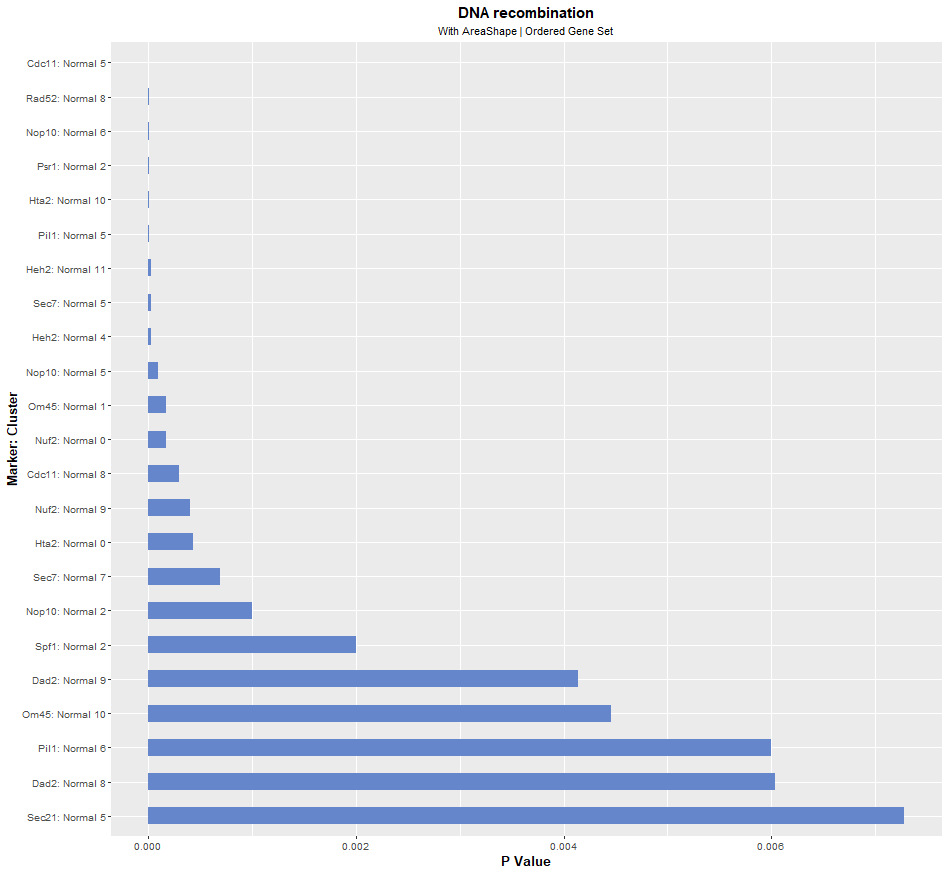 DNA recombination
With AreaShape | Ordered Gene Set
Marker: Cluster
Cdc11: Normal 5
Rad52: Normal 8
Nop10: Normal 6
Psr1: Normal 2
Hta2: Normal 10
Pil1: Normal 5
Heh2: Normal 11
Sec7: Normal 5
Heh2: Normal 4
Nop10: Normal 5
Om45: Normal 1
Nuf2: Normal 0
Cdc11: Normal 8
Nuf2: Normal 9
Hta2: Normal 0
Sec7: Normal 7
Nop10: Normal 2
Spf1: Normal 2
Dad2: Normal 9
Om45: Normal 10
Pil1: Normal 6
Dad2: Normal 8
Sec21: Normal 5
0.000 0.002 0.004 0.006
P Value